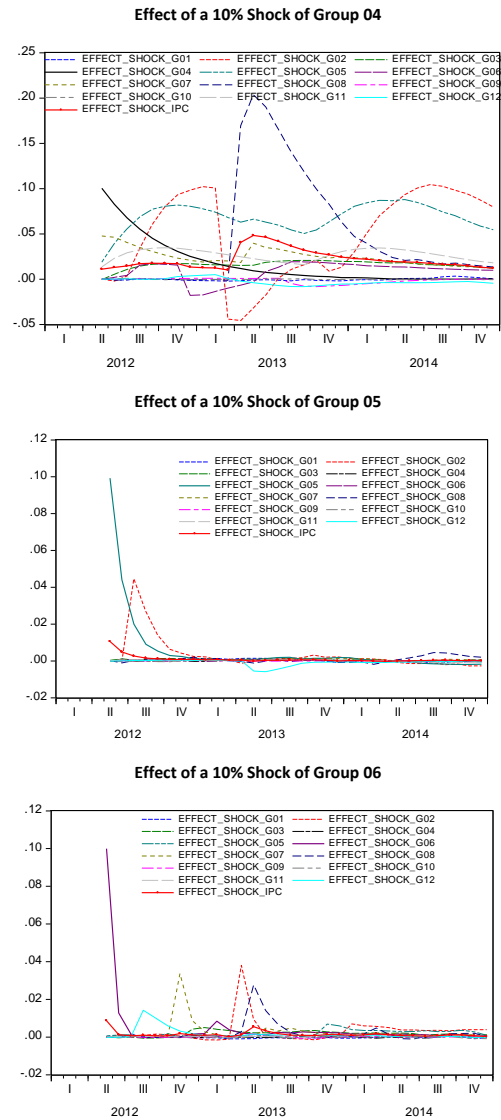 Effect of a 10% Shock of Group 04
.25
.20
.15
.10
.05
.00
-.05
EFFECT_SHOCK_G01 EFFECT_SHOCK_G02 EFFECT_SHOCK_G03
EFFECT_SHOCK_G04 EFFECT_SHOCK_G05 EFFECT_SHOCK_G06
EFFECT_SHOCK_G07 EFFECT_SHOCK_G08 EFFECT_SHOCK_G09
EFFECT_SHOCK_G10 EFFECT_SHOCK_G11 EFFECT_SHOCK_G12
EFFECT_SHOCK_IPC
I II III IV I II III IV I II III IV
2012 2013 2014
Effect of a 10% Shock of Group 05
.12
.10
.08
.06
.04
.02
.00
-.02
EFFECT_SHOCK_G01 EFFECT_SHOCK_G02
EFFECT_SHOCK_G03 EFFECT_SHOCK_G04
EFFECT_SHOCK_G05 EFFECT_SHOCK_G06
EFFECT_SHOCK_G07 EFFECT_SHOCK_G08
EFFECT_SHOCK_G09 EFFECT_SHOCK_G10
EFFECT_SHOCK_G11 EFFECT_SHOCK_G12
EFFECT_SHOCK_IPC
I II III IV I II III IV I II III IV
2012 2013 2014
Effect of a 10% Shock of Group 06
.12
.10
.08
.06
.04
.02
.00
-.02
EFFECT_SHOCK_G01 EFFECT_SHOCK_G02
EFFECT_SHOCK_G03 EFFECT_SHOCK_G04
EFFECT_SHOCK_G05 EFFECT_SHOCK_G06
EFFECT_SHOCK_G07 EFFECT_SHOCK_G08
EFFECT_SHOCK_G09 EFFECT_SHOCK_G10
EFFECT_SHOCK_G11 EFFECT_SHOCK_G12
EFFECT_SHOCK_IPC
I II III IV I II III IV I II III IV
2012 2013 2014